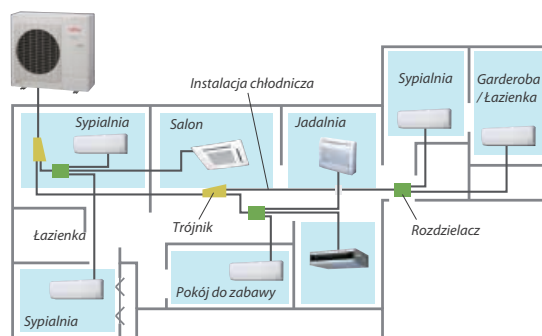 Instalacja chłodnicza
Sypialnia
Garderoba
/ Łazienka
Sypialnia
Salon
Jadalnia
Łazienka
Trójnik
Rozdzielacz
Pokój do zabawy
Sypialnia